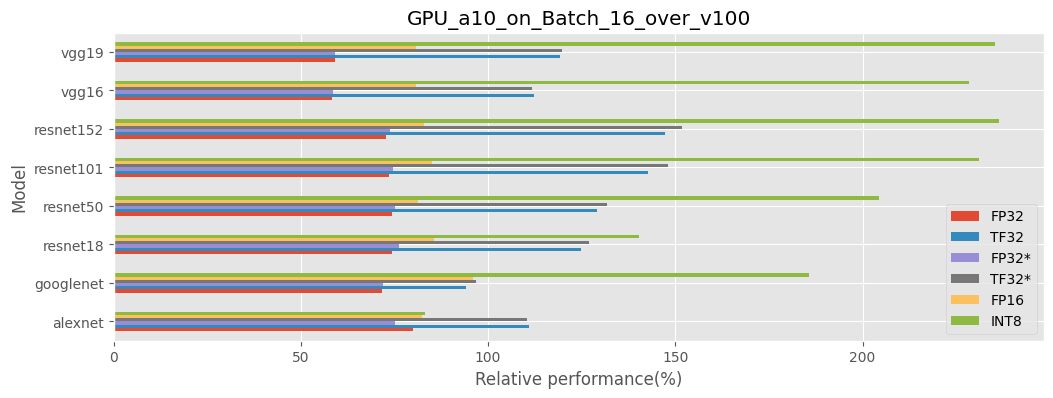 GPU_a10_on_Batch_16_over_v100
Model
vgg19
vgg16
resnet152
resnet101
resnet50
resnet18
googlenet
alexnet
FP32
TF32
FP32*
TF32*
FP16
INT8
0 50 100 150 200
Relative performance(%)